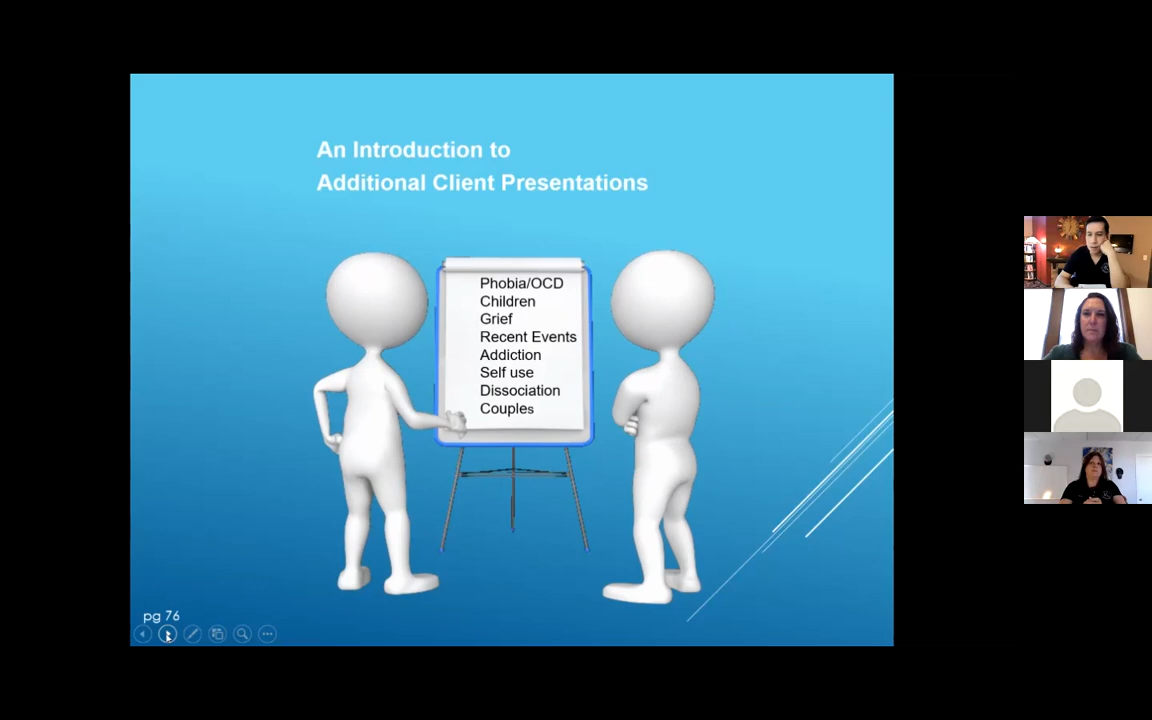 An Introduction to
Additional Client Presentations
Phobia/OCD
Children
Grief
Recent Events
Addiction
Self use
Dissociation
Couples
pg 76